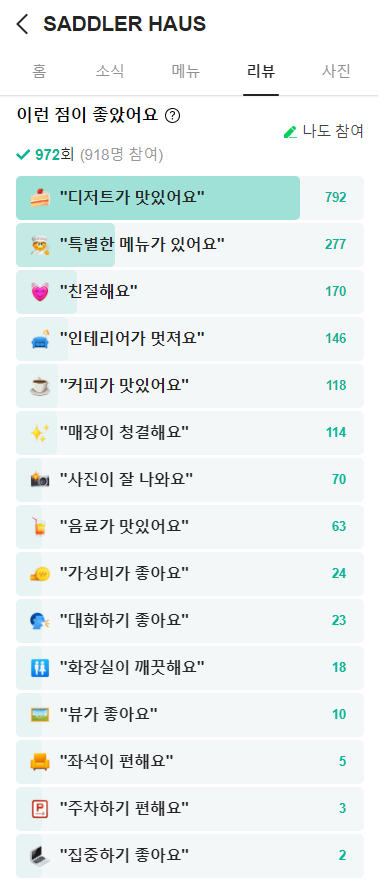 SADDLER HAUS
홈 소식 메뉴 리뷰 사진
이런 점이 좋았어요 ?
나도 참여
972회 (918명 참여)
"디저트가 맛있어요" 792
"특별한 메뉴가 있어요" 277
"친절해요" 170
"인테리어가 멋져요" 146
"커피가 맛있어요" 118
"매장이 청결해요" 114
"사진이 잘 나와요" 70
"음료가 맛있어요" 63
"가성비가 좋아요" 24
"대화하기 좋아요" 23
"화장실이 깨끗해요" 18
"뷰가 좋아요" 10
"좌석이 편해요" 5
P "주차하기 편해요" 3
"집중하기 좋아요" 2